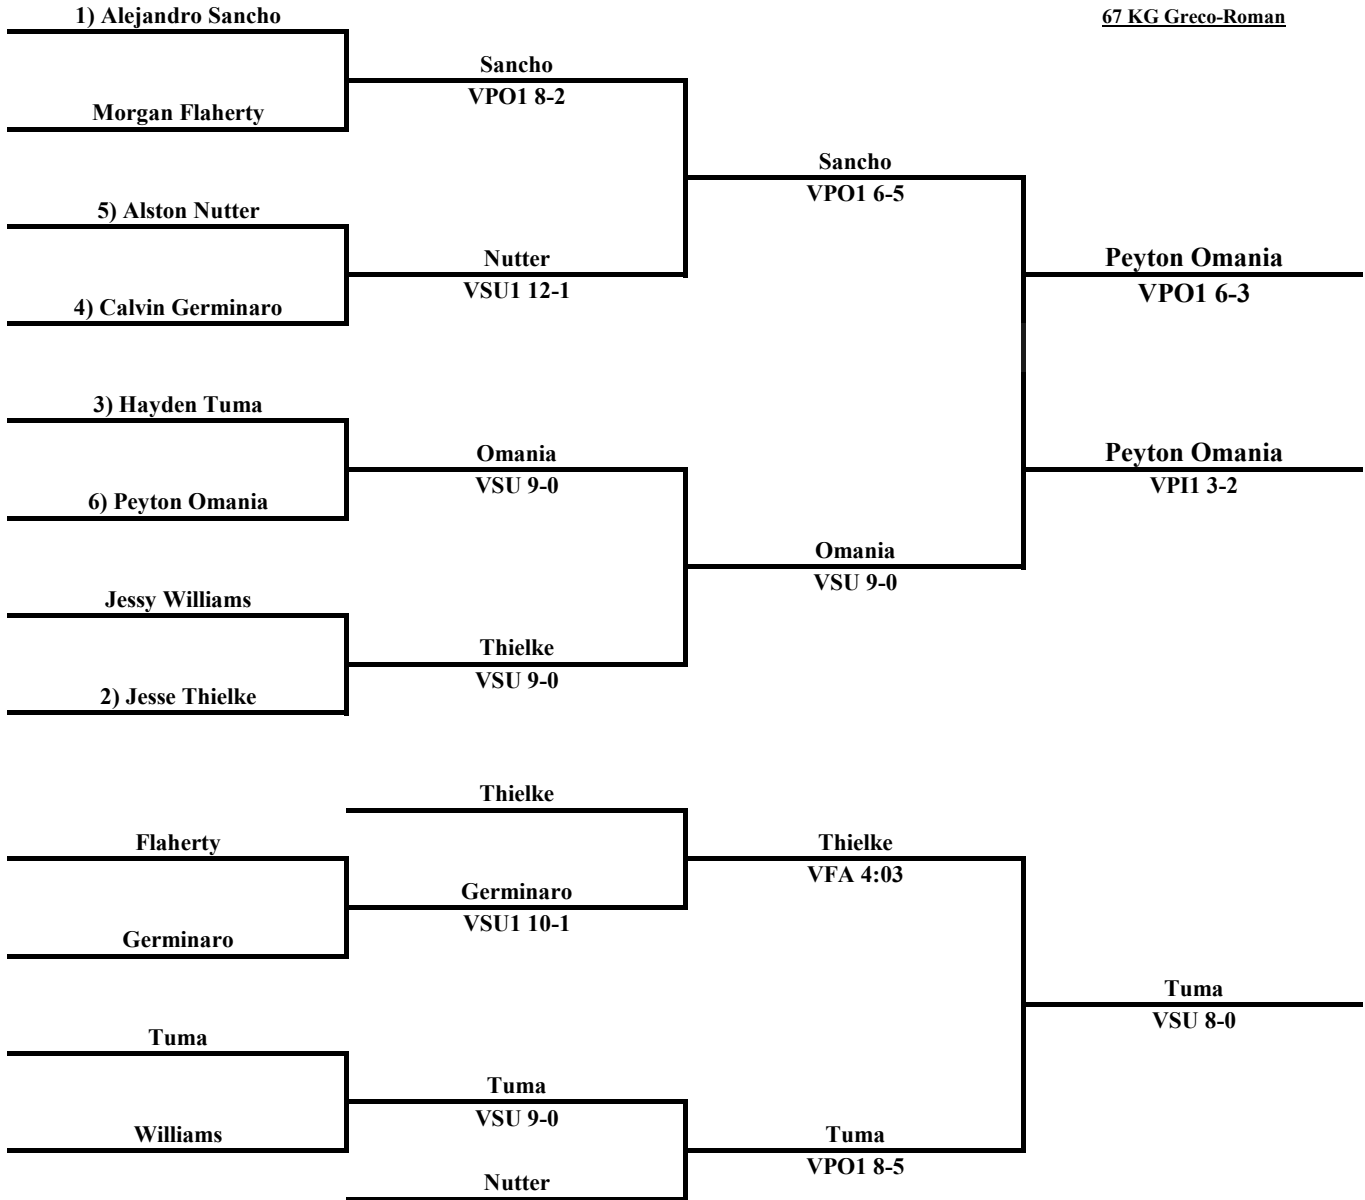 1) Alejandro Sancho
67 KG Greco-Roman
Sancho
VPO1 8-2
Morgan Flaherty
Sancho
VPO1 6-5
5) Alston Nutter
Nutter
VSU1 12-1
Peyton Omania
VPO1 6-3
4) Calvin Germinaro
3) Hayden Tuma
Omania
VSU 9-0
Peyton Omania
VPI1 3-2
6) Peyton Omania
Omania
VSU 9-0
Jessy Williams
Thielke
VSU 9-0
2) Jesse Thielke
Thielke
Flaherty
Thielke
VFA 4:03
Germinaro
VSU1 10-1
Germinaro
Tuma
VSU 8-0
Tuma
Tuma
VSU 9-0
Williams
Tuma
VPO1 8-5
Nutter